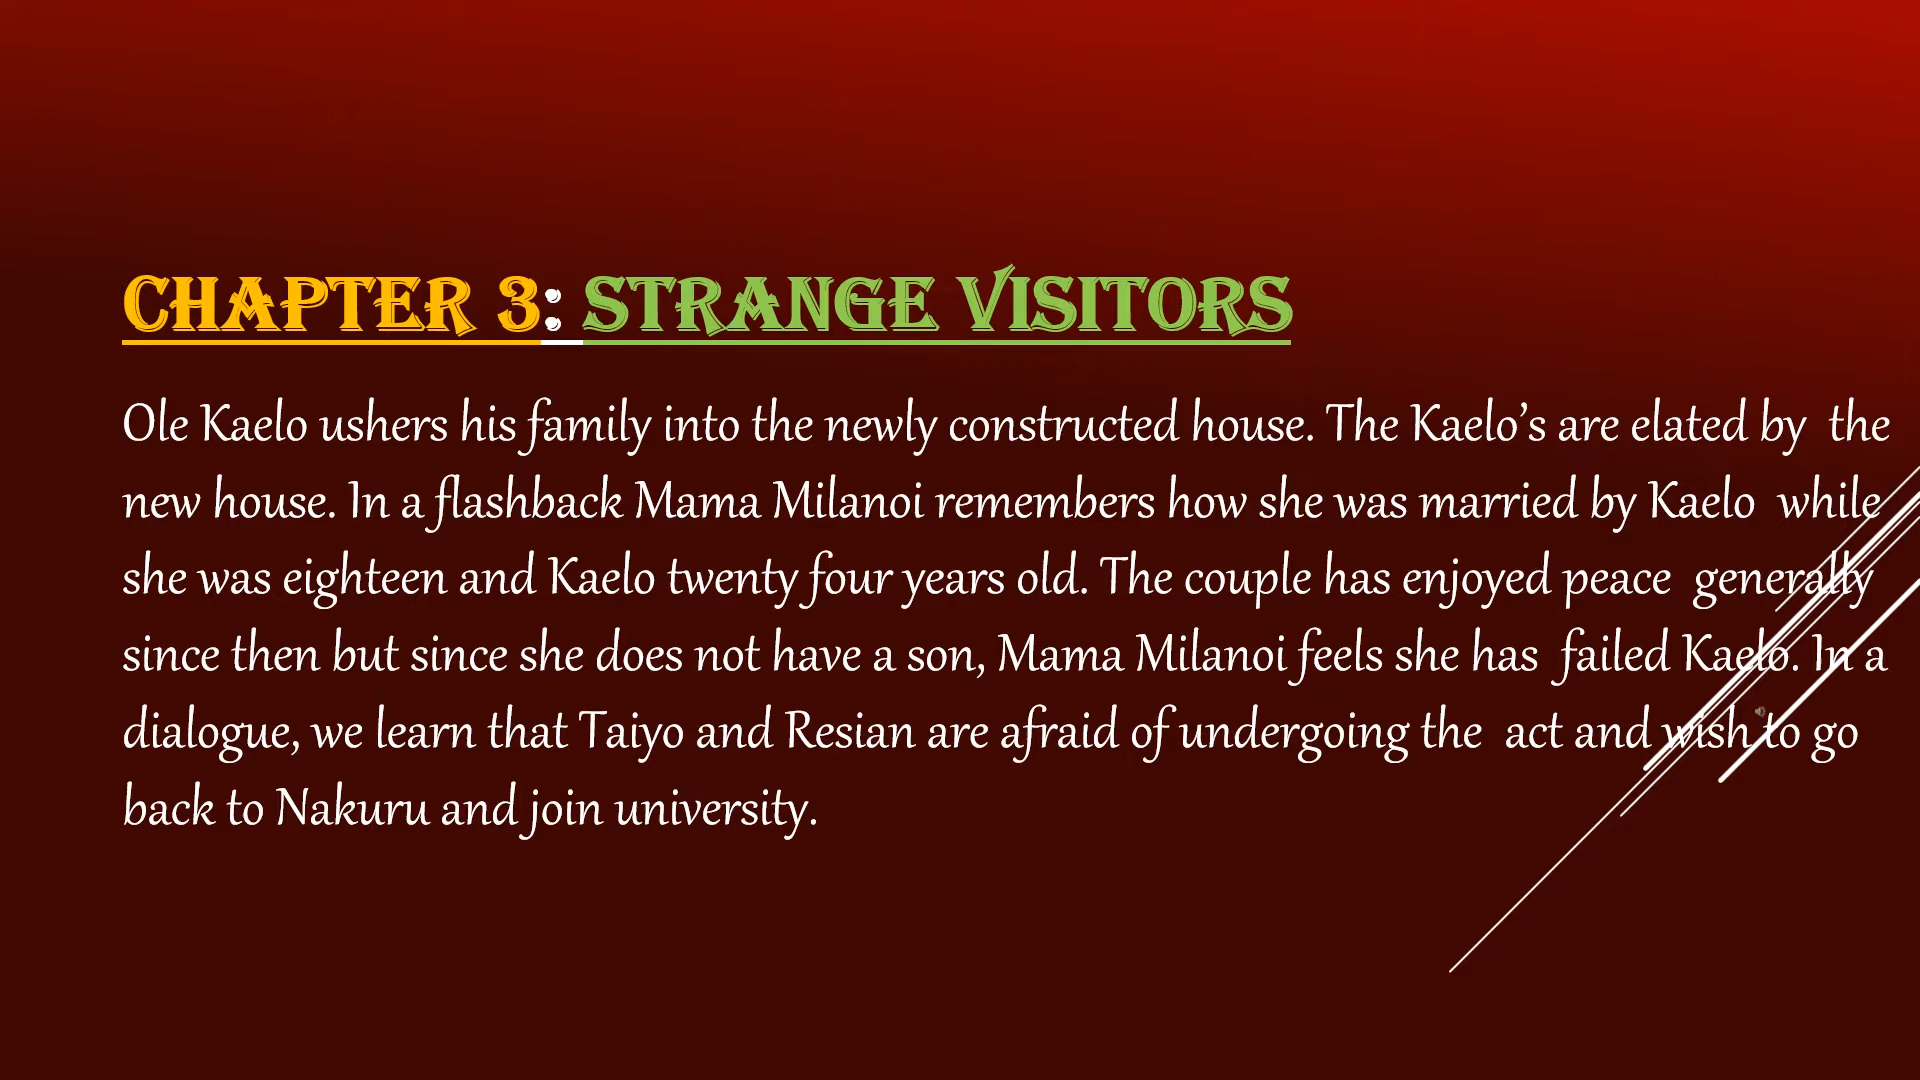 CHAPTER 3: STRANGE VISITORS
Ole Kaelo ushers his family into the newly constructed house. The Kaelo’s are elated by the
new house. In a flashback Mama Milanoi remembers how she was married by Kaelo while
she was eighteen and Kaelo twenty four years old. The couple has enjoyed peace generally
since then but since she does not have a son, Mama Milanoi feels she has failed Kaelo. In a
dialogue, we learn that Taiyo and Resian are afraid of undergoing the act and wish to go
back to Nakuru and join university.